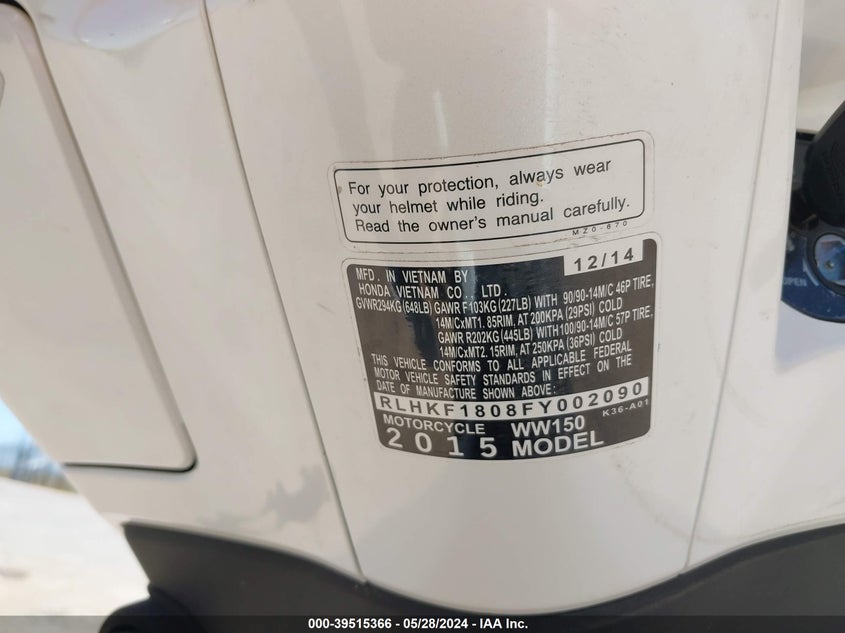 For your protection, always wear
your helmet while riding.
Read the owner's manual carefully.
MZ0-670
12/14
MFD. IN VIETNAM BY
HONDA VIETNAM CO., LTD.
GVWR294KG (648LB) GAWR F103KG (227LB) WITH 90/90-14M/C 46P TIRE,
14M/CxMT1.85RIM, AT 200KPA (29PSI) COLD
GAWR R202KG (445LB) WITH100/90-14M/C 57P TIRE,
14M/CxMT2.15RIM, AT 250KPA (36PSI) COLD
THIS VEHICLE CONFORMS TO ALL APPLICABLE FEDERAL
MOTOR VEHICLE SAFETY STANDARDS IN EFFECT ON THE
DATE OF MANUFACTURE SHOWN ABOVE:
RLHKF1808FY002090
K36-A01
MOTORCYCLE WW150
2015 MODEL
OPEN
000-39515366 - 05/28/2024 - IAA Inc.